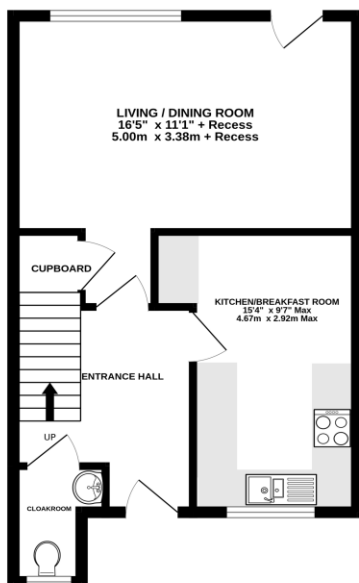 LIVING / DINING ROOM
16'5" x 11'1" + Recess
5.00m x 3.38m + Recess
CUPBOARD
KITCHEN/BREAKFAST ROOM
15'4" x 9'7" Max
4.67m x 2.92m Max
ENTRANCE HALL
UP
CLOAKROOM